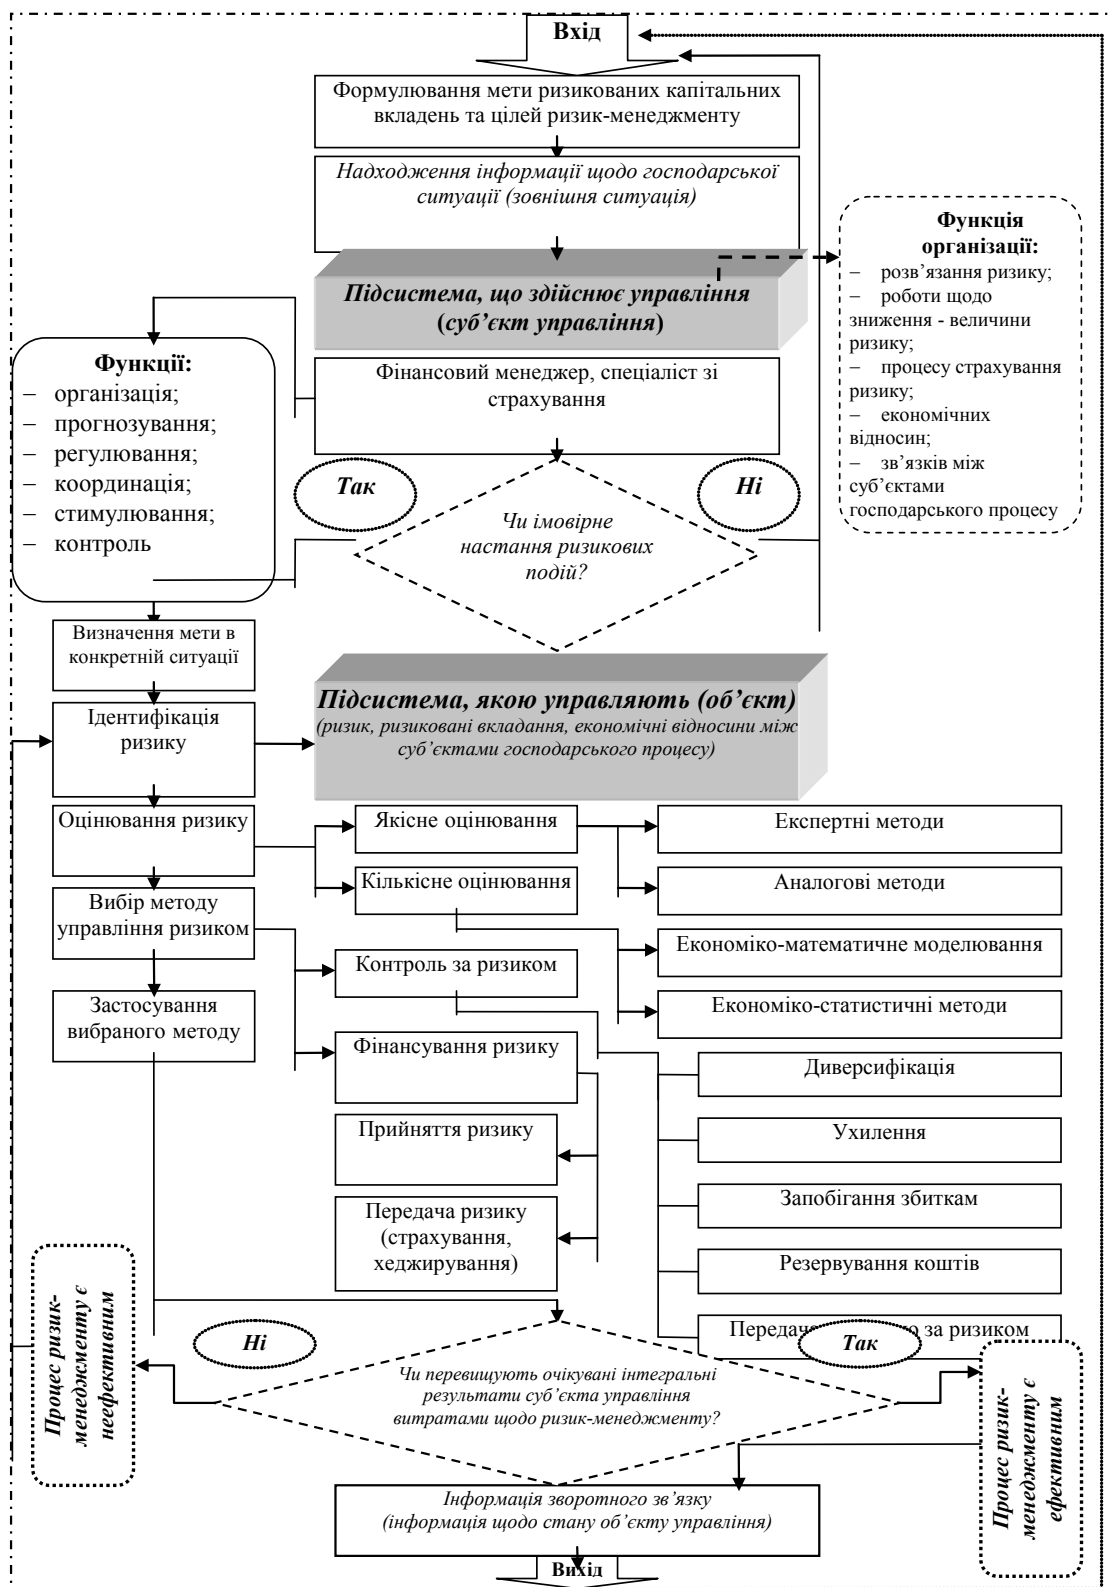 Вхід
Формулювання мети ризикованих капітальних
вкладень та цілей ризик-менеджменту
Надходження інформації щодо господарської
ситуації (зовнішня ситуація)
Підсистема, що здійснює управління
(суб’єкт управління)
Функція
організації:
– розв’язання ризику;
– роботи щодо
зниження - величини
ризику;
– процесу страхування
ризику;
– економічних
відносин;
– зв’язків між
суб’єктами
господарського процесу
Функції:
– організація;
– прогнозування;
– регулювання;
– координація;
– стимулювання;
– контроль
Фінансовий менеджер, спеціаліст зі
страхування
Так
Ні
Чи імовірне
настання ризикових
подій?
Визначення мети в
конкретній ситуації
Підсистема, якою управляють (об’єкт)
(ризик, ризиковані вкладання, економічні відносини між
суб’єктами господарського процесу)
Ідентифікація
ризику
Оцінювання ризику
Якісне оцінювання
Експертні методи
Кількісне оцінювання
Аналогові методи
Вибір методу
управління ризиком
Економіко-математичне моделювання
Контроль за ризиком
Застосування
вибраного методу
Економіко-статистичні методи
Фінансування ризику
Диверсифікація
Прийняття ризику
Ухилення
Передача ризику
(страхування,
хеджирування)
Запобігання збиткам
Резервування коштів
Передача за ризиком
Ні
Так
Процес ризик-
менеджменту є
неефективним
Чи перевищують очікувані інтегральні
результати суб’єкта управління
витратами щодо ризик-менеджменту?
Процес ризик-
менеджменту є
ефективним
Інформація зворотного зв’язку
(інформація щодо стану об’єкту управління)
Вихід